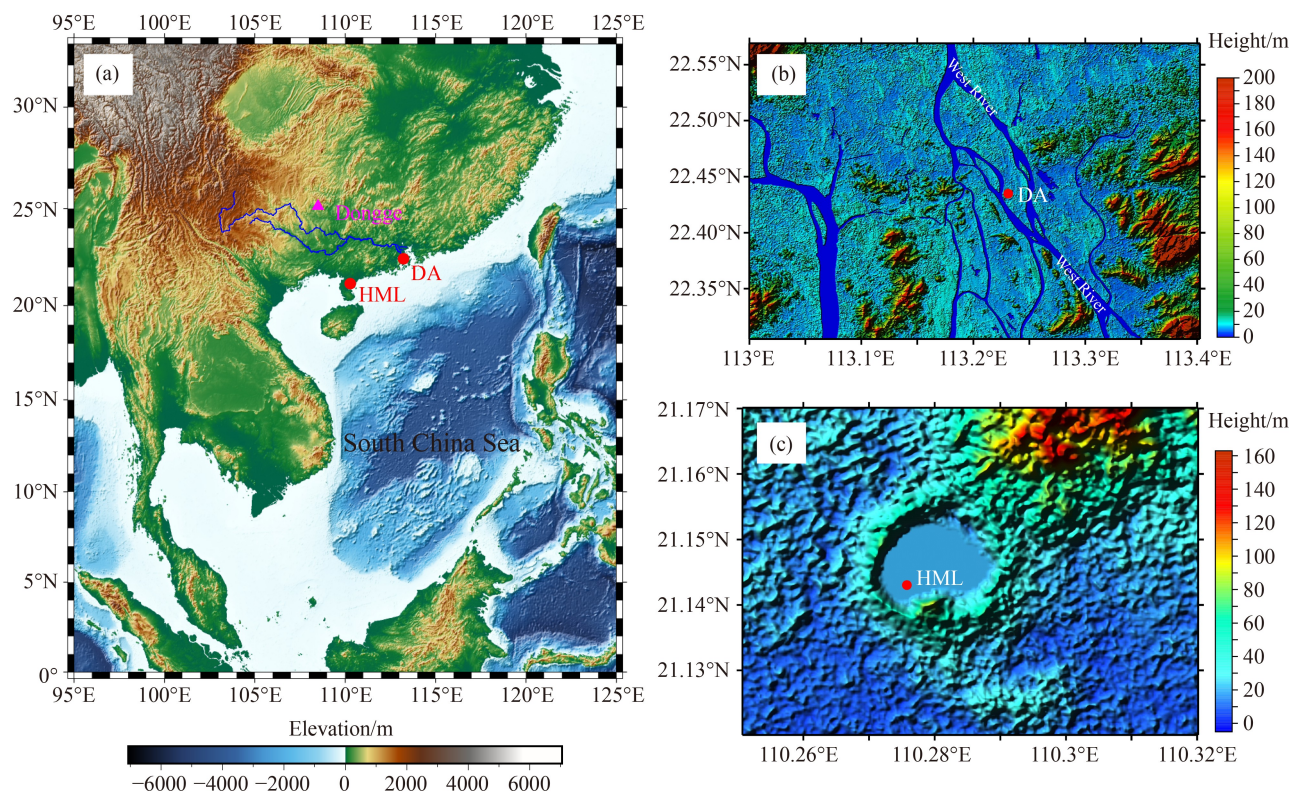 95°E 100°E 105°E 110°E 115°E 120°E 125°E
(a)
30°N
25°N
20°N
15°N
10°N
5°N
0°
Dongge
DA
HML
South China Sea
95°E 100°E 105°E 110°E 115°E 120°E 125°E
Elevation/m
−6000 −4000 −2000 0 2000 4000 6000
(b)
22.55°N
22.50°N
22.45°N
22.40°N
22.35°N
West River
DA
West River
113°E 113.1°E 113.2°E 113.3°E 113.4°E
Height/m
200
180
160
140
120
100
80
60
40
20
0
(c)
21.17°N
21.16°N
21.15°N
21.14°N
21.13°N
HML
110.26°E 110.28°E 110.3°E 110.32°E
Height/m
160
140
120
100
80
60
40
20
0